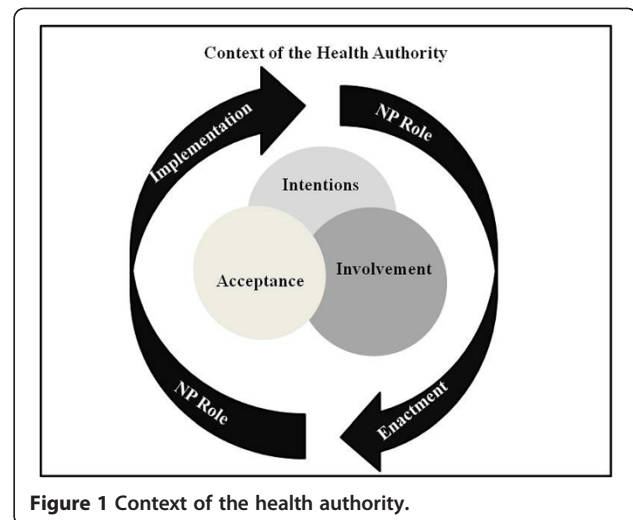 Context of the Health Authority
Implementation
NP Role
Intentions
Acceptance
Involvement
NP Role
Enactment
Figure 1 Context of the health authority.